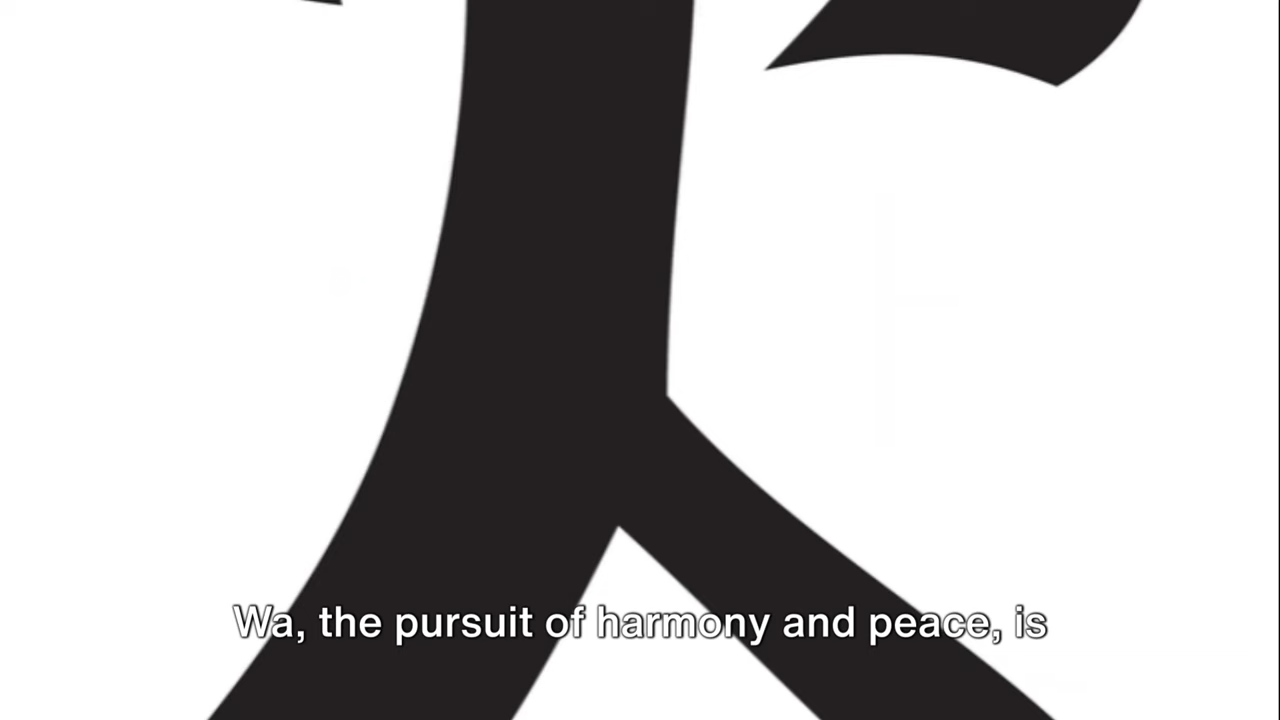 Wa, the pursuit of harmony and peace, is